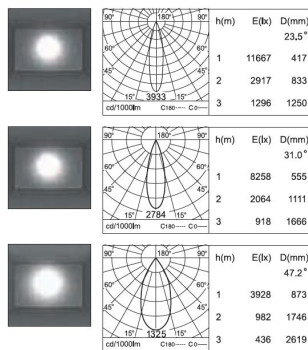 90° 180° 90° h(m) E(lx) D(mm)
23,5°
60° 60°
1 11667 417
45° 45°
2 2917 833
15° 3933 15°
3 1296 1250
cd/1000lm C180 C0
90° 180° 90° h(m) E(lx) D(mm)
31.0°
60° 60°
1 8258 555
45° 45°
2 2064 1111
15° 2784 15°
3 918 1666
cd/1000lm C180 C0
90° 180° 90° h(m) E(lx) D(mm)
47.2°
60° 60°
1 3928 873
45° 45°
2 982 1746
15° 1325 15°
3 436 2619
cd/1000lm C180 C0